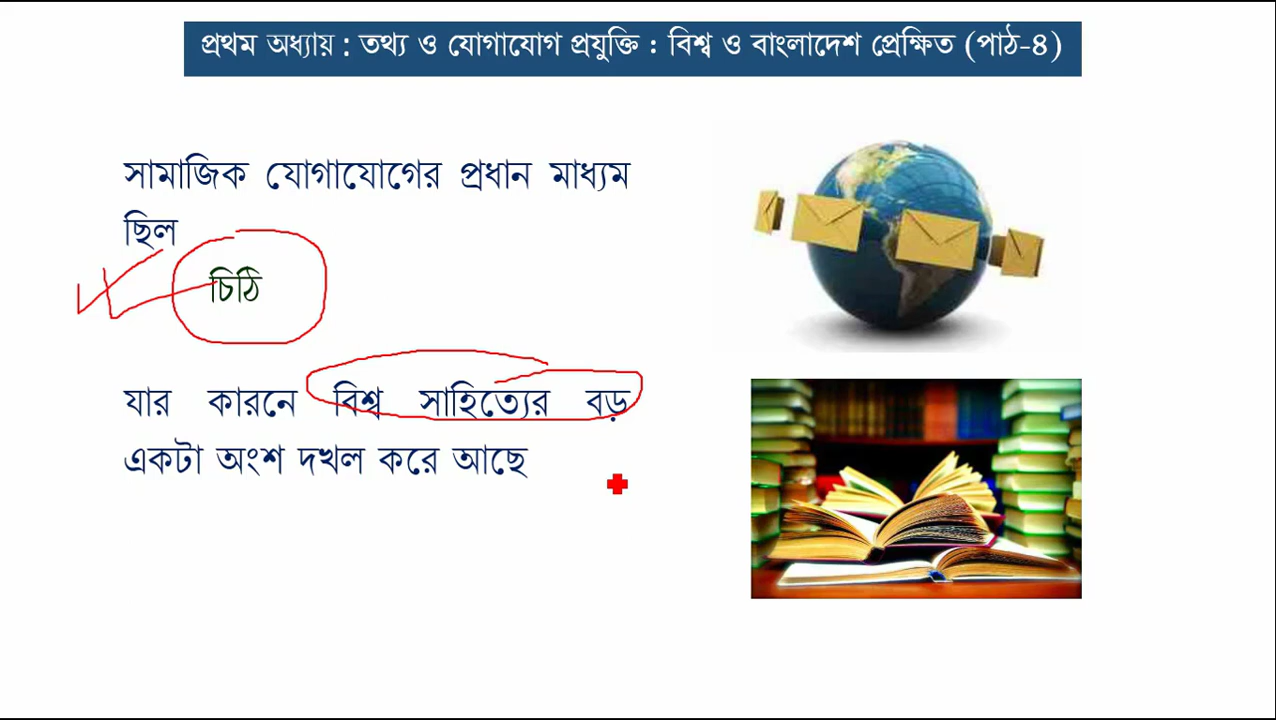 প্রথম অধ্যায় : তথ্য ও যোগাযোগ প্রযুক্তি : বিশ্ব ও বাংলাদেশ প্রেক্ষিত (পাঠ-৪)
সামাজিক যোগাযোগের প্রধান মাধ্যম
ছিল
চিঠি
যার কারনে বিশ্ব সাহিত্যের বড়
একটা অংশ দখল করে আছে